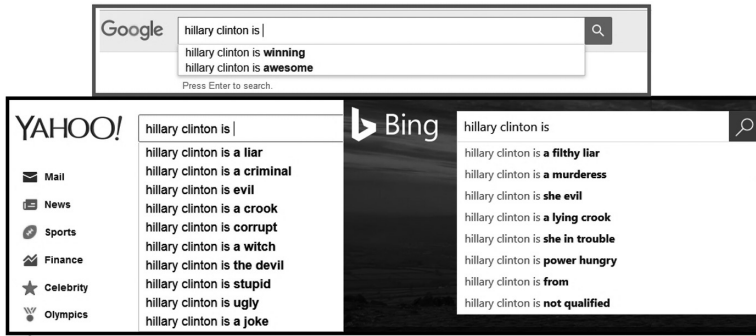 Google
hillary clinton is
hillary clinton is winning
hillary clinton is awesome
Press Enter to search.
YAHOO!
hillary clinton is
hillary clinton is a liar
hillary clinton is a criminal
hillary clinton is evil
hillary clinton is a crook
hillary clinton is corrupt
hillary clinton is a witch
hillary clinton is the devil
hillary clinton is stupid
hillary clinton is ugly
hillary clinton is a joke
Mail
News
Sports
Finance
Celebrity
Olympics
Bing
hillary clinton is
hillary clinton is a filthy liar
hillary clinton is a murderess
hillary clinton is she evil
hillary clinton is a lying crook
hillary clinton is she in trouble
hillary clinton is power hungry
hillary clinton is from
hillary clinton is not qualified